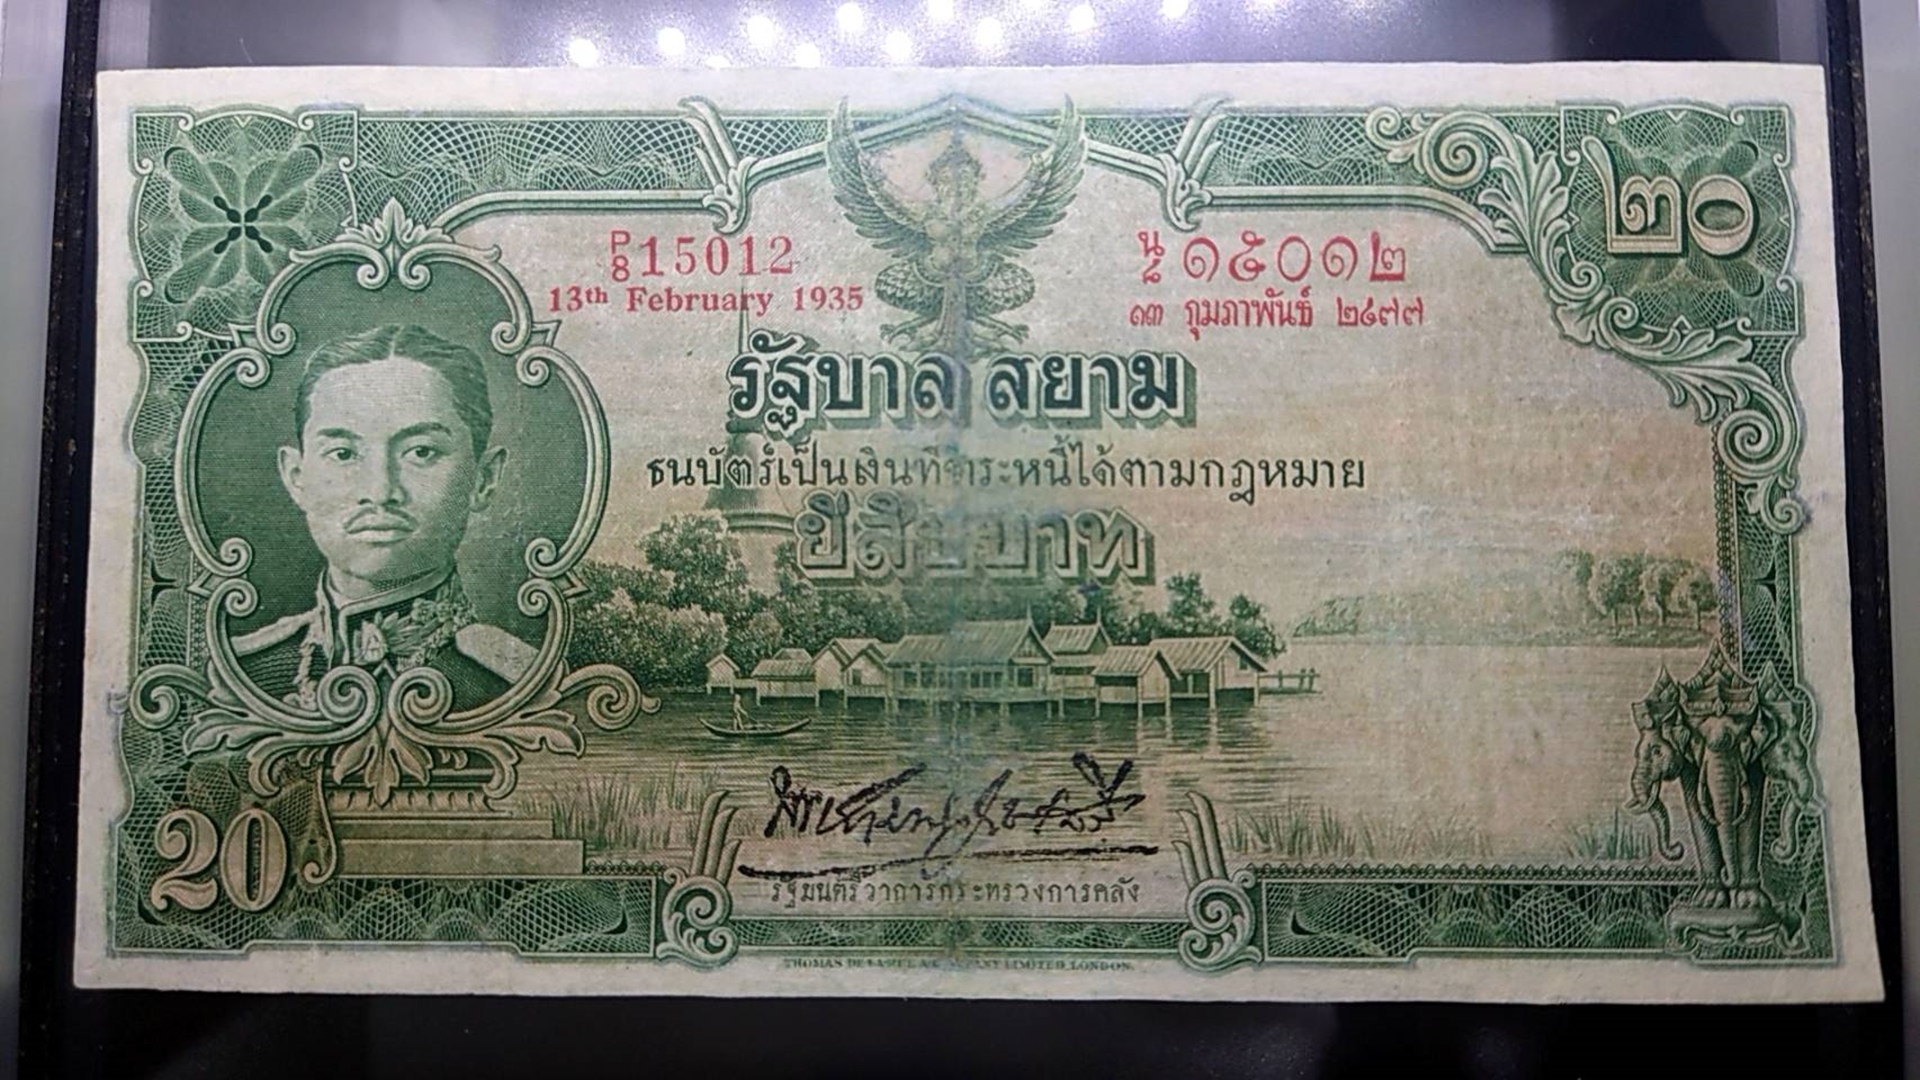 ๒๐
P/8 15012
น/๘ ๑๕๐๑๒
13th February 1935
๑๓ กุมภาพันธ์ ๒๔๗๗
รัฐบาล สยาม
ธนบัตร์เป็นเงินที่ชำระหนี้ได้ตามกฎหมาย
ยี่สิบบาท
20
รัฐมนตรีว่าการกระทรวงการคลัง
THOMAS DE LA RUE & COMPANY LIMITED. LONDON.